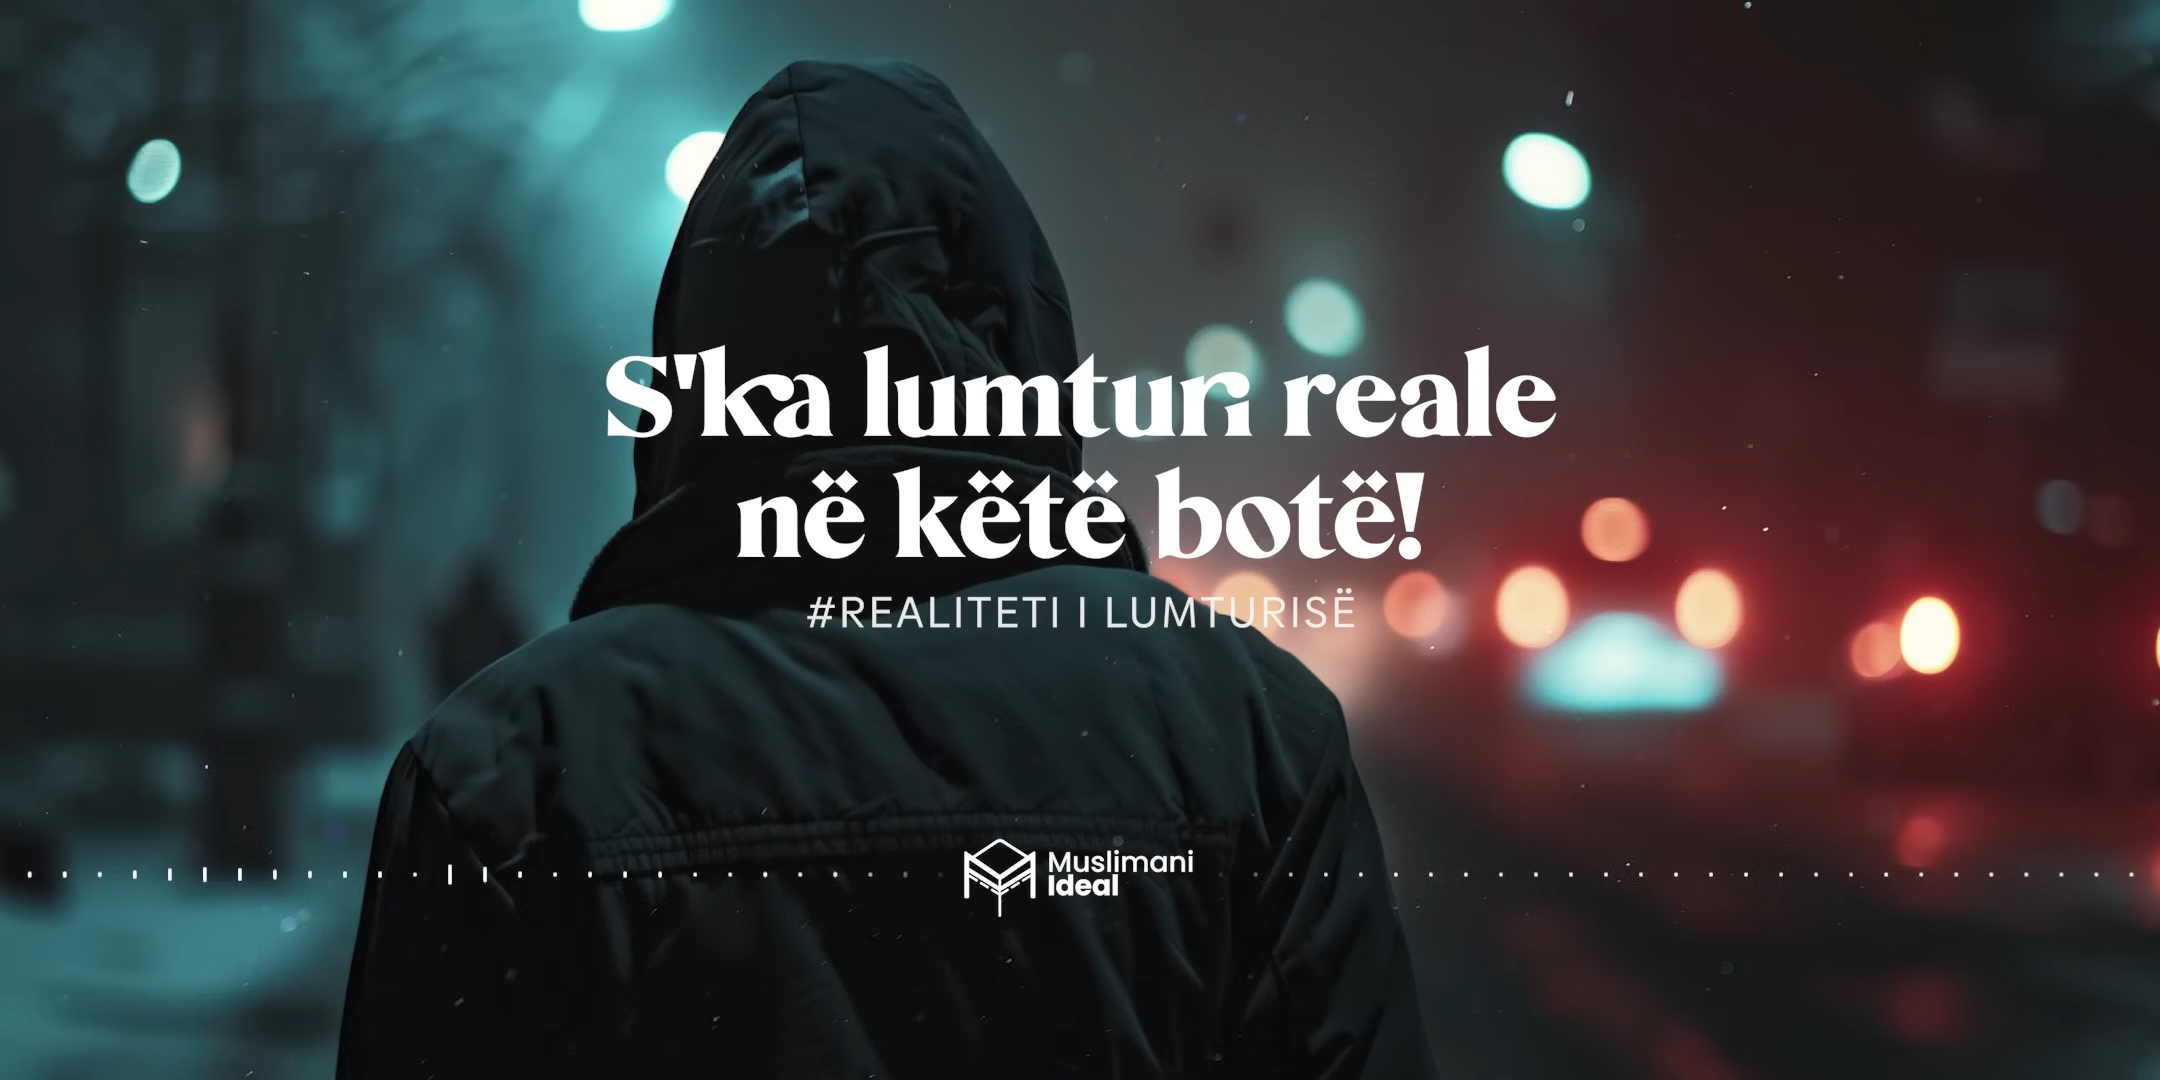 S'ka lumturi reale
në këtë botë!
#REALITETI I LUMTURISË
Muslimani
Ideal